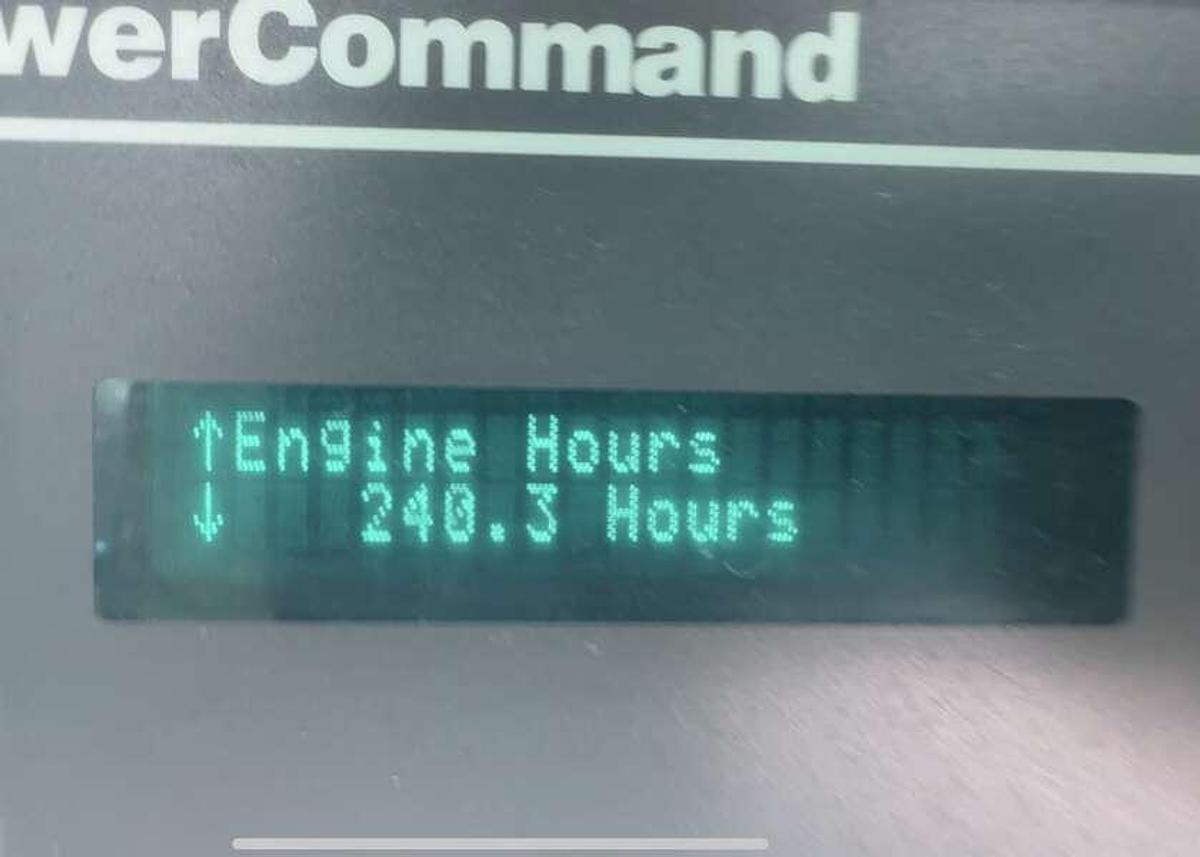 werCommand
↑Engine Hours
↓ 240.3 Hours